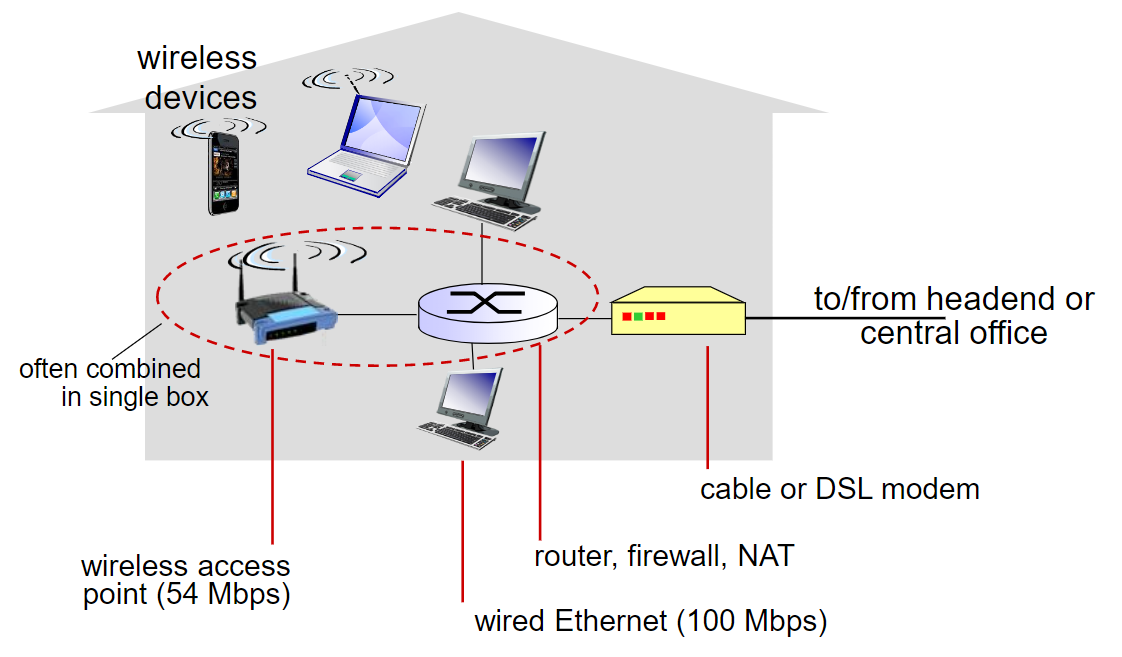 wireless
devices
to/from headend or
central office
often combined
in single box
cable or DSL modem
wireless access
point (54 Mbps)
router, firewall, NAT
wired Ethernet (100 Mbps)